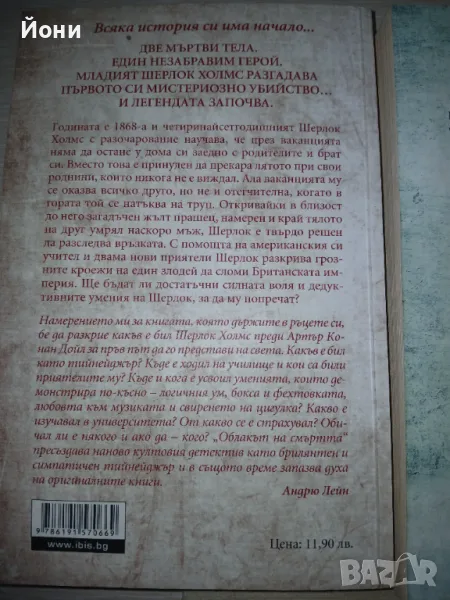 Йони
Всяка история си има начало...
ДВЕ МЪРТВИ ТЕЛА.
ЕДИН НЕЗАБРАВИМ ГЕРОЙ.
МЛАДИЯТ ШЕРЛОК ХОЛМС РАЗГАДАВА
ПЪРВОТО СИ МИСТЕРИОЗНО УБИЙСТВО...
И ЛЕГЕНДАТА ЗАПОЧВА.
Годината е 1868-а и четиринайсетгодишният Шерлок
Холмс с разочарование научава, че през ваканцията
няма да остане у дома си заедно с родителите и брат
си. Вместо това е принуден да прекара лятото при свои
роднини, които никога не е виждал. Ала ваканцията му се
оказва всичко друго, но не и отегчителна, когато в
гората той се натъква на труп. Откривайки в близост
до него загадъчен жълт прашец, намерен и край тялото
на друг умрял наскоро мъж, Шерлок е твърдо решен
да разследва връзката. С помощта на американския си
учител и двама нови приятели Шерлок разкрива гроз-
ните кроежи на един злодей да сломи Британската им-
перия. Ще бъдат ли достатъчни силната воля и дедук-
тивните умения на Шерлок, за да му попречат?
Намерението ми за книгата, която държите в ръцете си,
бе да разкрие какъв е бил Шерлок Холмс преди Артър Ко-
нан Дойл за пръв път да го представи на света. Какъв е бил
като тийнейджър? Къде е ходил на училище и кои са били
приятелите му? Къде и кога е усвоил уменията, които де-
монстрира по-късно – логичния ум, бокса и фехтовката,
любовта към музиката и свиренето на цигулка? Какво е
изучавал в университета? От какво се е страхувал? Оби-
чал ли е някого и ако да – кого? "Облакът на смъртта"
пресъздава наново култовия детектив като брилянтен и
симпатичен тийнейджър и в същото време запазва духа
на оригиналните книги.
Андрю Лейн
9 786191 570669
www.ibis.bg
Цена: 11,90 лв.
BAZAR